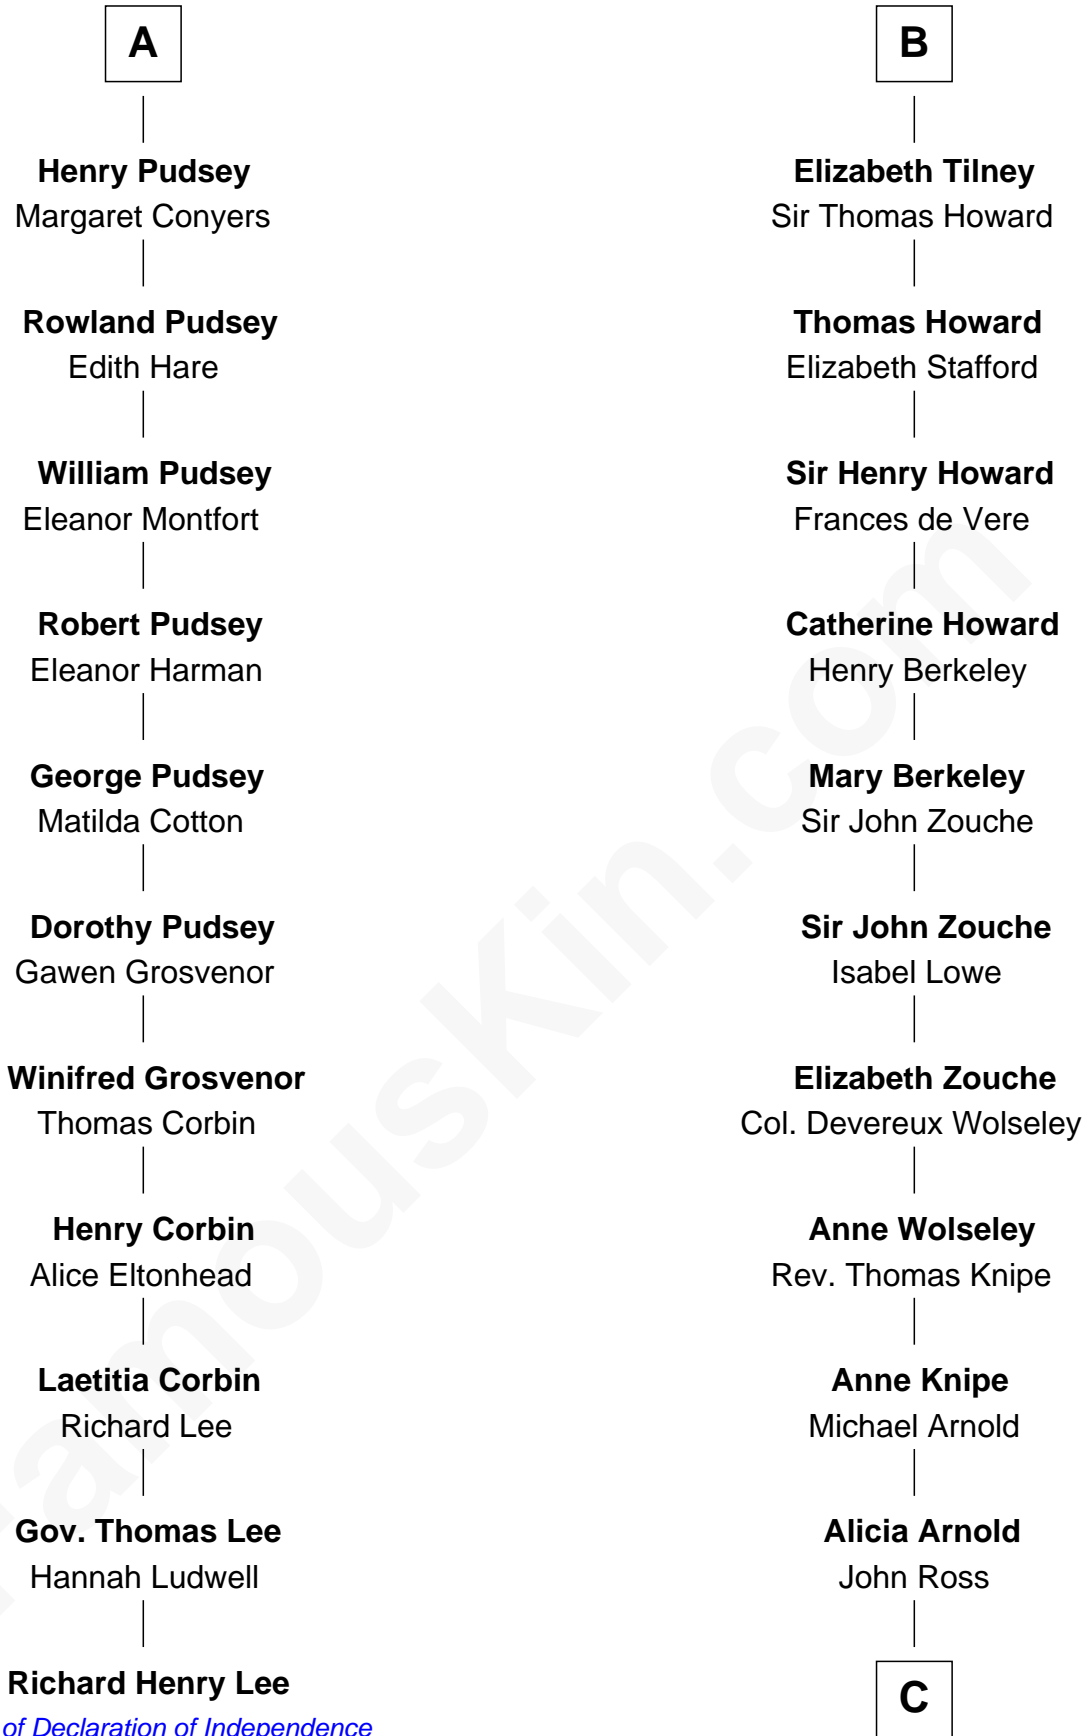 A
Henry Pudsey
Margaret Conyers
Rowland Pudsey
Edith Hare
William Pudsey
Eleanor Montfort
Robert Pudsey
Eleanor Harman
George Pudsey
Matilda Cotton
Dorothy Pudsey
Gawen Grosvenor
Winifred Grosvenor
Thomas Corbin
Henry Corbin
Alice Eltonhead
Laetitia Corbin
Richard Lee
Gov. Thomas Lee
Hannah Ludwell
Richard Henry Lee
of Declaration of Independence
B
Elizabeth Tilney
Sir Thomas Howard
Thomas Howard
Elizabeth Stafford
Sir Henry Howard
Frances de Vere
Catherine Howard
Henry Berkeley
Mary Berkeley
Sir John Zouche
Sir John Zouche
Isabel Lowe
Elizabeth Zouche
Col. Devereux Wolseley
Anne Wolseley
Rev. Thomas Knipe
Anne Knipe
Michael Arnold
Alicia Arnold
John Ross
C
FamousKin.com